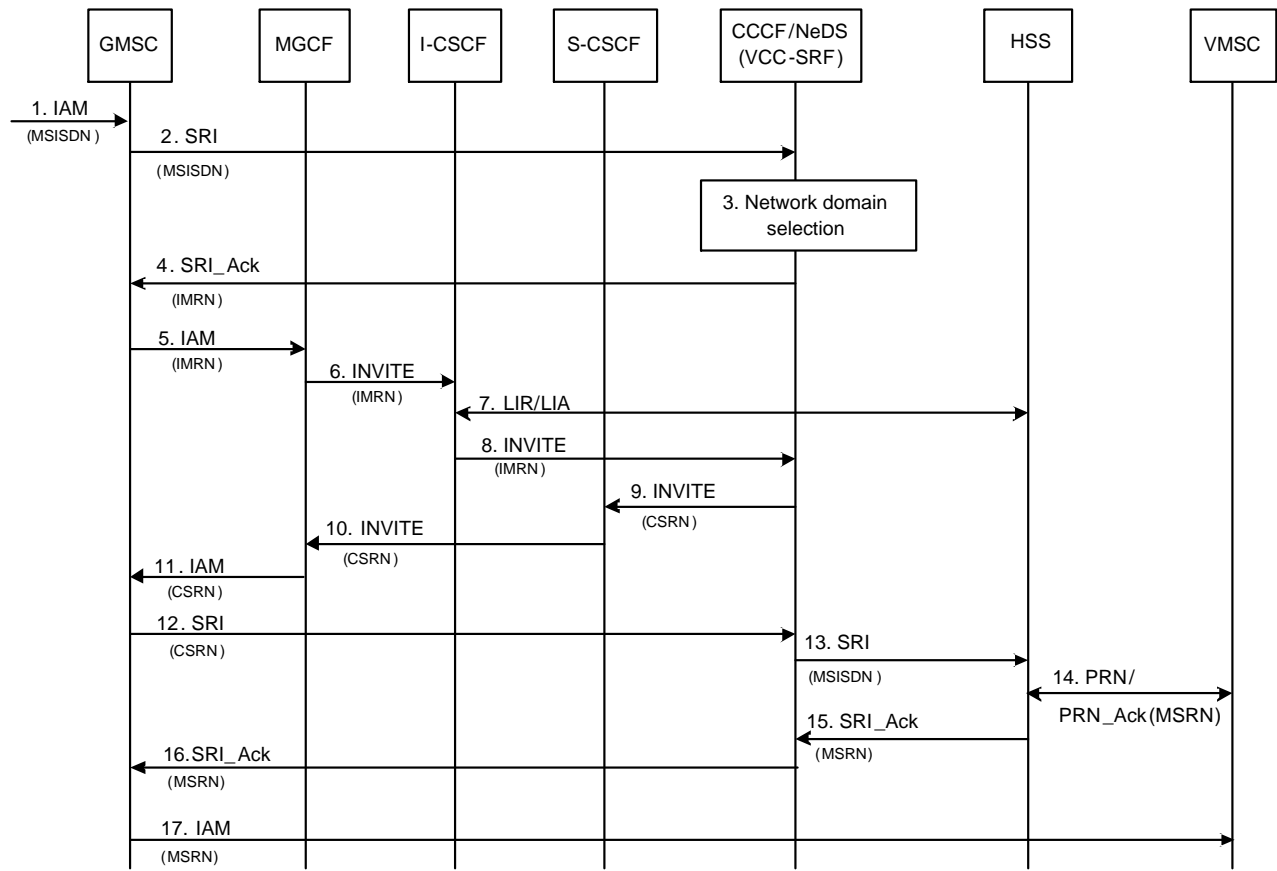 GMSC
MGCF
I-CSCF
S-CSCF
CCCF/NeDS
(VCC-SRF)
HSS
VMSC
1. IAM
(MSISDN)
2. SRI
(MSISDN)
3. Network domain
selection
4. SRI_Ack
(IMRN)
5. IAM
(IMRN)
6. INVITE
(IMRN)
7. LIR/LIA
8. INVITE
(IMRN)
9. INVITE
(CSRN)
10. INVITE
(CSRN)
11. IAM
(CSRN)
12. SRI
(CSRN)
13. SRI
(MSISDN)
14. PRN/
PRN_Ack(MSRN)
15. SRI_Ack
(MSRN)
16.SRI_Ack
(MSRN)
17. IAM
(MSRN)